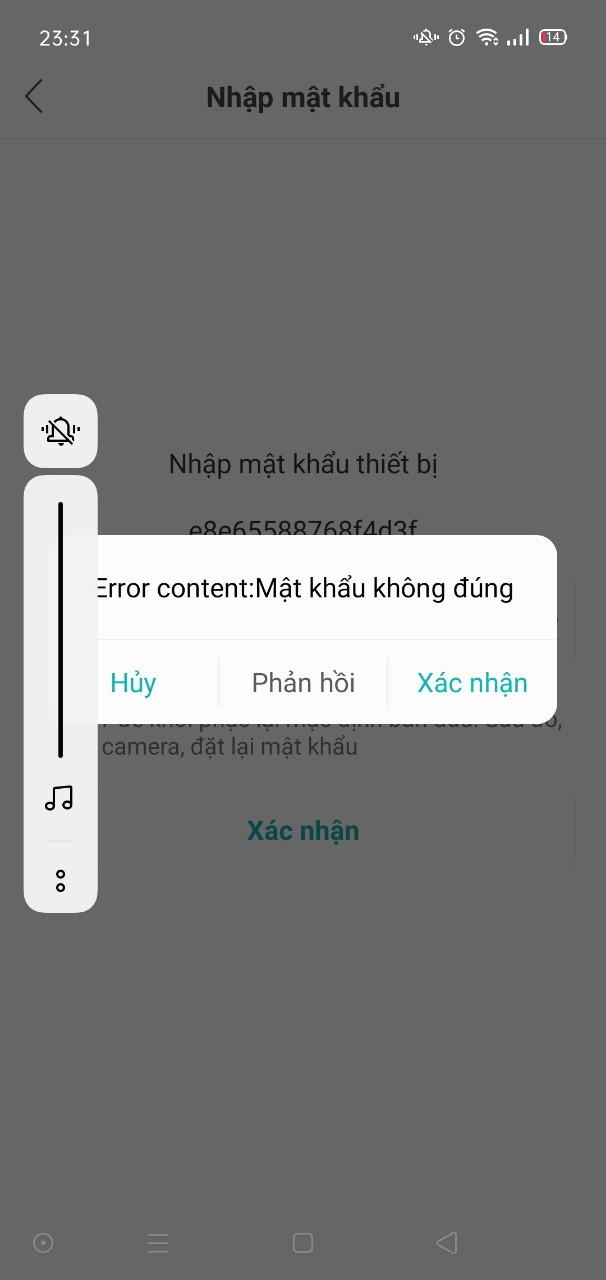 23:31
14
Nhập mật khẩu
Nhập mật khẩu thiết bị
e8e65588768f4d3f
Error content:Mật khẩu không đúng
Hủy
Phản hồi
Xác nhận
camera, đặt lại mật khẩu
Xác nhận